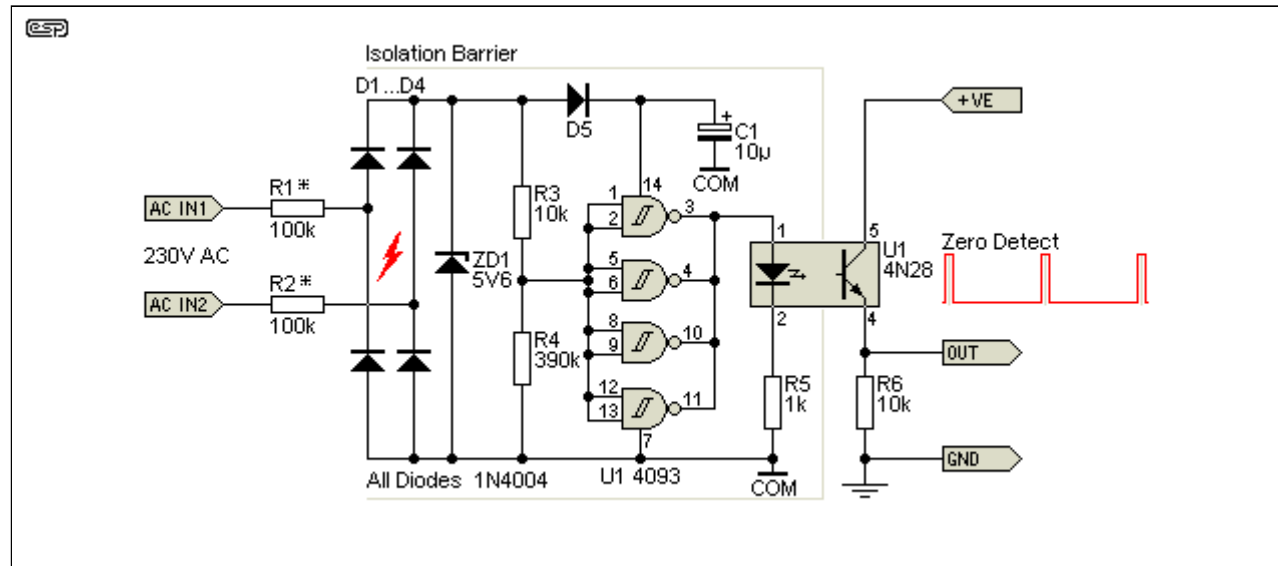 esp
Isolation Barrier
D1 ...D4
+VE
D5
+
C1
10µ
COM
R1*
AC IN1
100k
230V AC
R2*
AC IN2
100k
R3
10k
ZD1
5V6
R4
390k
14
1
2
3
5
6
4
8
9
10
12
13
11
7
1
2
5
4
U1
4N28
Zero Detect
OUT
R5
1k
R6
10k
GND
All Diodes 1N4004
U1 4093
COM